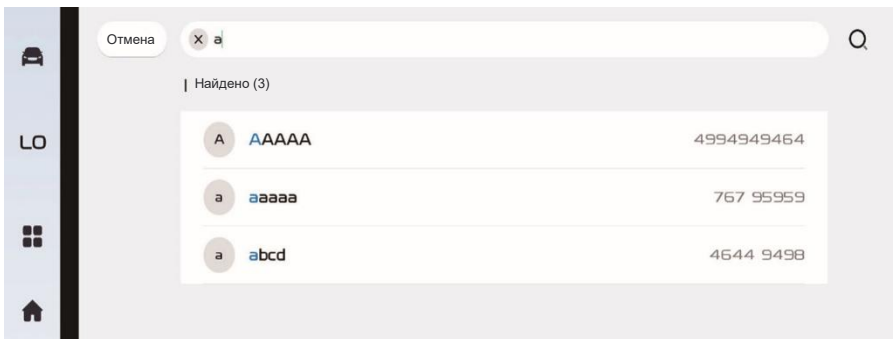 Отмена
a
Найдено (3)
LO
A AAAAA 4994949464
a aaaaa 767 95959
a abcd 4644 9498